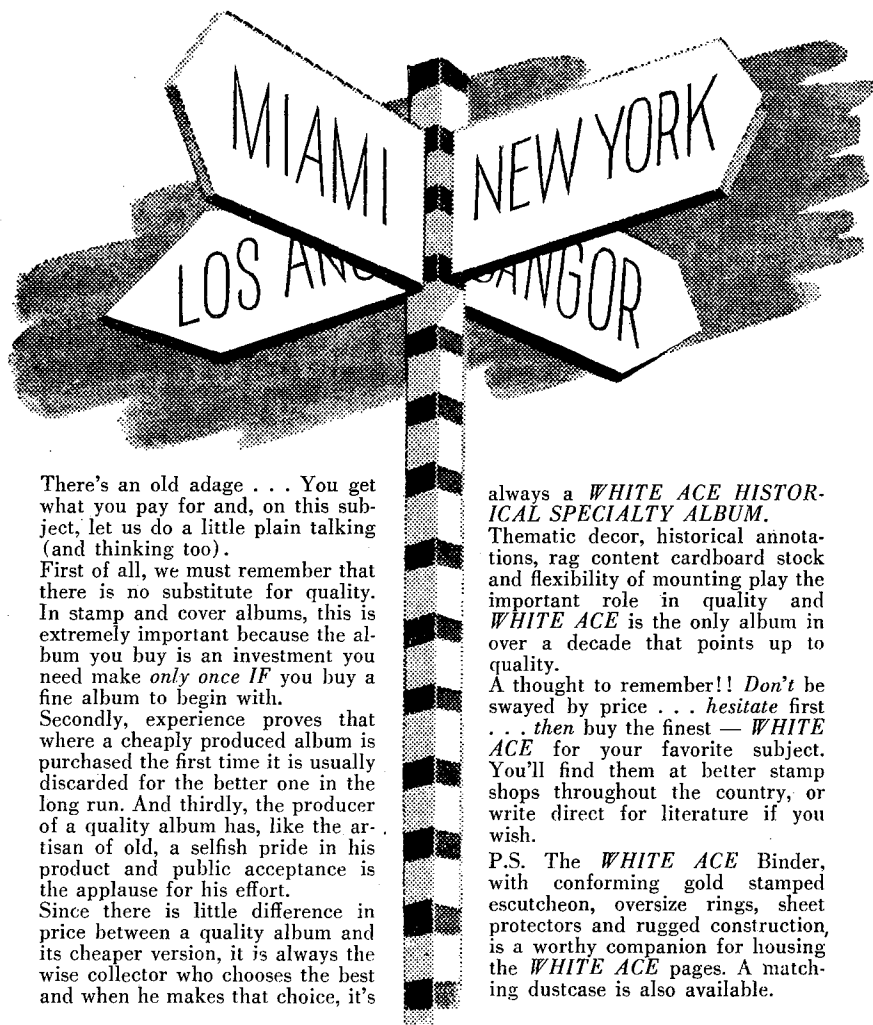 MIAMI
NEW YORK
LOS ANG
ANGOR
There's an old adage . . . You get
what you pay for and, on this sub-
ject, let us do a little plain talking
(and thinking too).
First of all, we must remember that
there is no substitute for quality.
In stamp and cover albums, this is
extremely important because the al-
bum you buy is an investment you
need make only once IF you buy a
fine album to begin with.
Secondly, experience proves that
where a cheaply produced album is
purchased the first time it is usually
discarded for the better one in the
long run. And thirdly, the producer
of a quality album has, like the ar-
tisan of old, a selfish pride in his
product and public acceptance is
the applause for his effort.
Since there is little difference in
price between a quality album and
its cheaper version, it is always the
wise collector who chooses the best
and when he makes that choice, it's
always a WHITE ACE HISTOR-
ICAL SPECIALTY ALBUM.
Thematic decor, historical annota-
tions, rag content cardboard stock
and flexibility of mounting play the
important role in quality and
WHITE ACE is the only album in
over a decade that points up to
quality.
A thought to remember!! Don't be
swayed by price . . . hesitate first
. . . then buy the finest — WHITE
ACE for your favorite subject.
You'll find them at better stamp
shops throughout the country, or
write direct for literature if you
wish.
P.S. The WHITE ACE Binder,
with conforming gold stamped
escutcheon, oversize rings, sheet
protectors and rugged construction,
is a worthy companion for housing
the WHITE ACE pages. A match-
ing dustcase is also available.